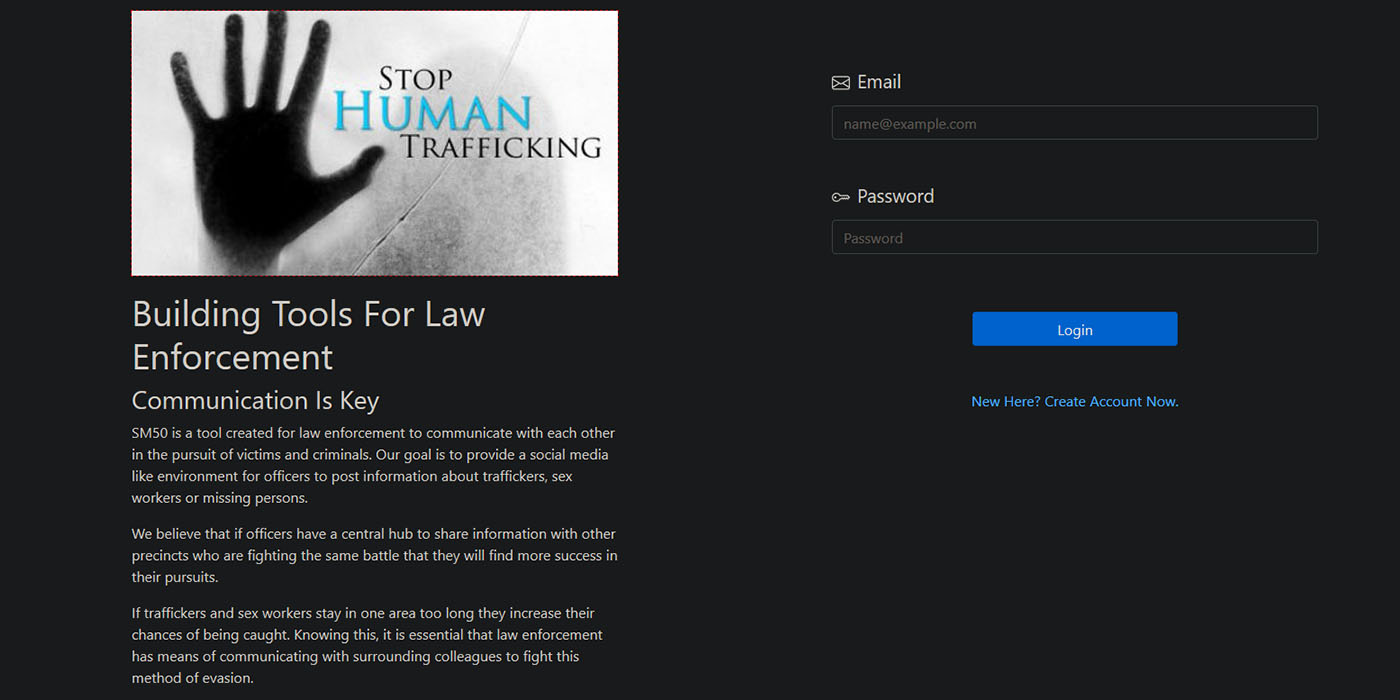 STOP
HUMAN
TRAFFICKING
Building Tools For Law
Enforcement
Communication Is Key
SM50 is a tool created for law enforcement to communicate with each other
in the pursuit of victims and criminals. Our goal is to provide a social media
like environment for officers to post information about traffickers, sex
workers or missing persons.
We believe that if officers have a central hub to share information with other
precincts who are fighting the same battle that they will find more success in
their pursuits.
If traffickers and sex workers stay in one area too long they increase their
chances of being caught. Knowing this, it is essential that law enforcement
has means of communicating with surrounding colleagues to fight this
method of evasion.
Email
name@example.com
Password
Password
Login
New Here? Create Account Now.